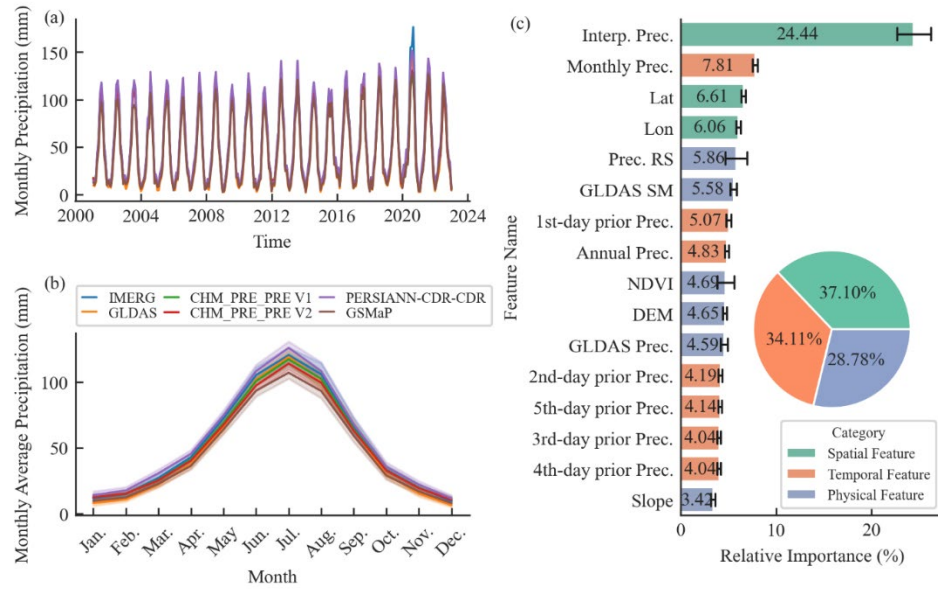 (a)
Monthly Precipitation (mm)
150
100
50
0
2000 2004 2008 2012 2016 2020 2024
Time
(b)
IMERG CHM_PRE_PRE V1 PERSIANN-CDR-CDR
GLDAS CHM_PRE_PRE V2 GSMaP
Monthly Average Precipitation (mm)
100
50
0
Jan. Feb. Mar. Apr. May Jun. Jul. Aug. Sep. Oct. Nov. Dec.
Month
(c)
Feature Name
Interp. Prec. 24.44
Monthly Prec. 7.81
Lat 6.61
Lon 6.06
Prec. RS 5.86
GLDAS SM 5.58
1st-day prior Prec. 5.07
Annual Prec. 4.83
NDVI 4.69
DEM 4.65
GLDAS Prec. 4.59
2nd-day prior Prec. 4.19
5th-day prior Prec. 4.14
3rd-day prior Prec. 4.04
4th-day prior Prec. 4.04
Slope 3.42
0 10 20
Relative Importance (%)
37.10%
34.11%
28.78%
Category
Spatial Feature
Temporal Feature
Physical Feature